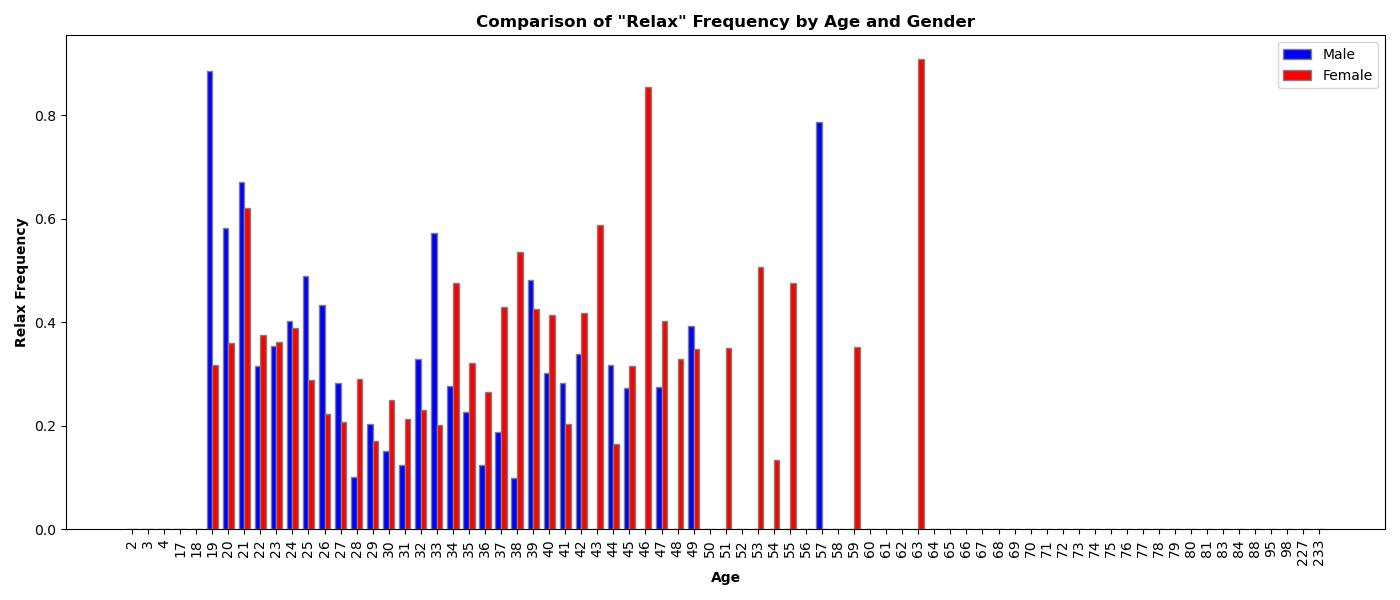 Comparison of "Relax" Frequency by Age and Gender
Male
Female
Relax Frequency
0.8
0.6
0.4
0.2
0.0
2 3 4 17 18 19 20 21 22 23 24 25 26 27 28 29 30 31 32 33 34 35 36 37 38 39 40 41 42 43 44 45 46 47 48 49 50 51 52 53 54 55 56 57 58 59 60 61 62 63 64 65 66 67 68 69 70 71 72 73 74 75 76 77 78 79 80 81 83 84 88 95 98 227 233
Age